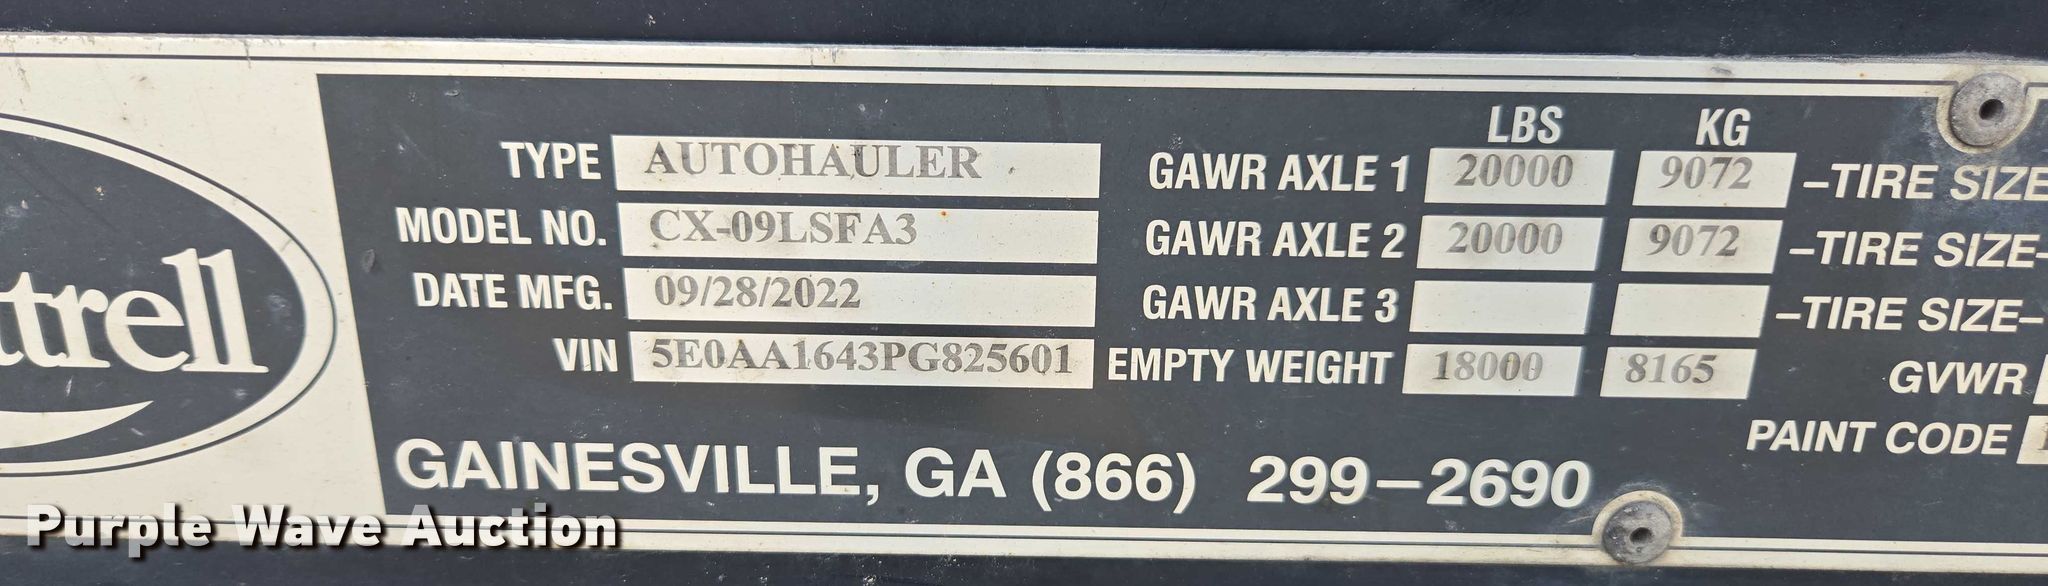 LBS KG
TYPE AUTOHAULER GAWR AXLE 1 20000 9072 –TIRE SIZE
MODEL NO. CX-09LSFA3 GAWR AXLE 2 20000 9072 –TIRE SIZE–
DATE MFG. 09/28/2022 GAWR AXLE 3 –TIRE SIZE–
VIN 5E0AA1643PG825601 EMPTY WEIGHT 18000 8165 GVWR
PAINT CODE
ttrell
GAINESVILLE, GA (866) 299–2690
Purple Wave Auction